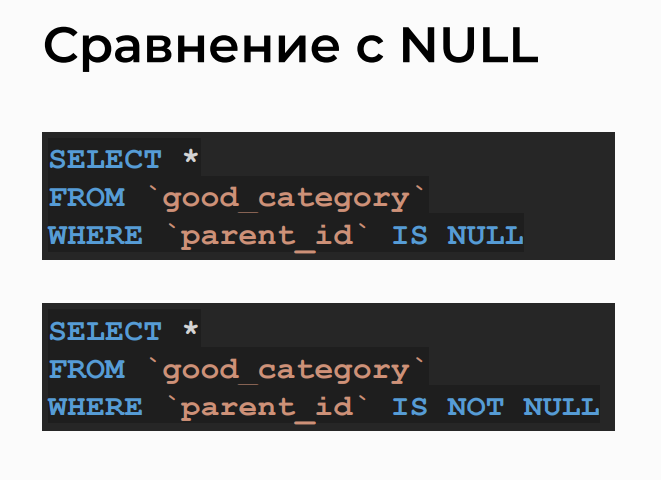 Сравнение с NULL
SELECT *
FROM `good_category`
WHERE `parent_id` IS NULL
SELECT *
FROM `good_category`
WHERE `parent_id` IS NOT NULL